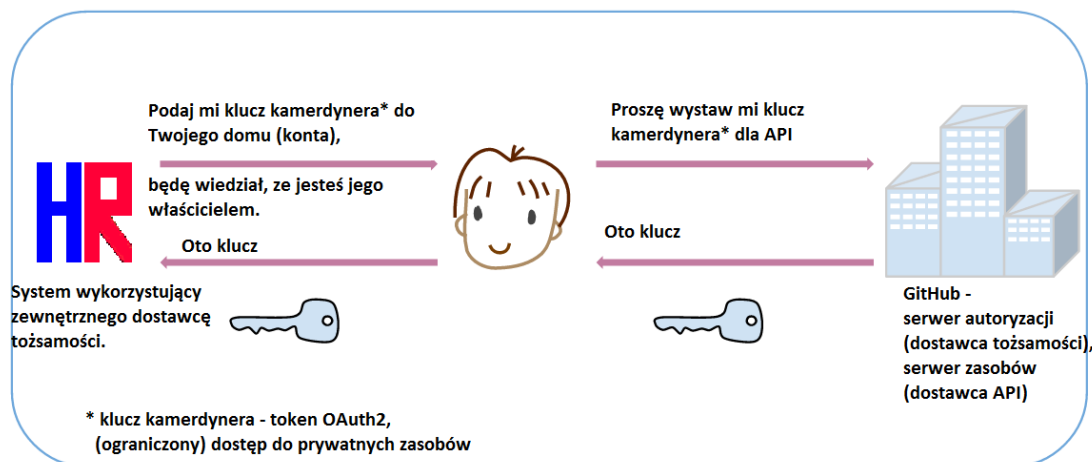 Podaj mi klucz kamerdynera* do
Twojego domu (konta),
będę wiedział, ze jesteś jego
właścicielem.
Oto klucz
Proszę wystaw mi klucz
kamerdynera* dla API
Oto klucz
HR
System wykorzystujący
zewnętrznego dostawcę
tożsamości.
GitHub -
serwer autoryzacji
(dostawca tożsamości),
serwer zasobów
(dostawca API)
* klucz kamerdynera - token OAuth2,
(ograniczony) dostęp do prywatnych zasobów